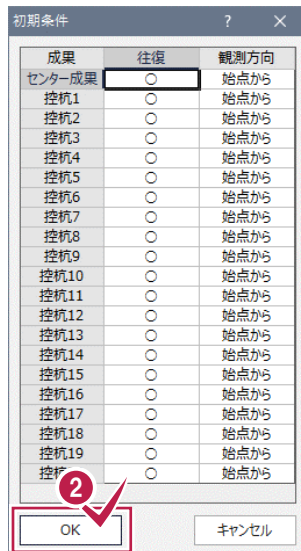 初期条件 ? ×
成果 往復 観測方向
センター成果 ○ 始点から
控杭1 ○ 始点から
控杭2 ○ 始点から
控杭3 ○ 始点から
控杭4 ○ 始点から
控杭5 ○ 始点から
控杭6 ○ 始点から
控杭7 ○ 始点から
控杭8 ○ 始点から
控杭9 ○ 始点から
控杭10 ○ 始点から
控杭11 ○ 始点から
控杭12 ○ 始点から
控杭13 ○ 始点から
控杭14 ○ 始点から
控杭15 ○ 始点から
控杭16 ○ 始点から
控杭17 ○ 始点から
控杭18 ○ 始点から
控杭19 ○ 始点から
控杭 ○ 始点から
2
OK キャンセル